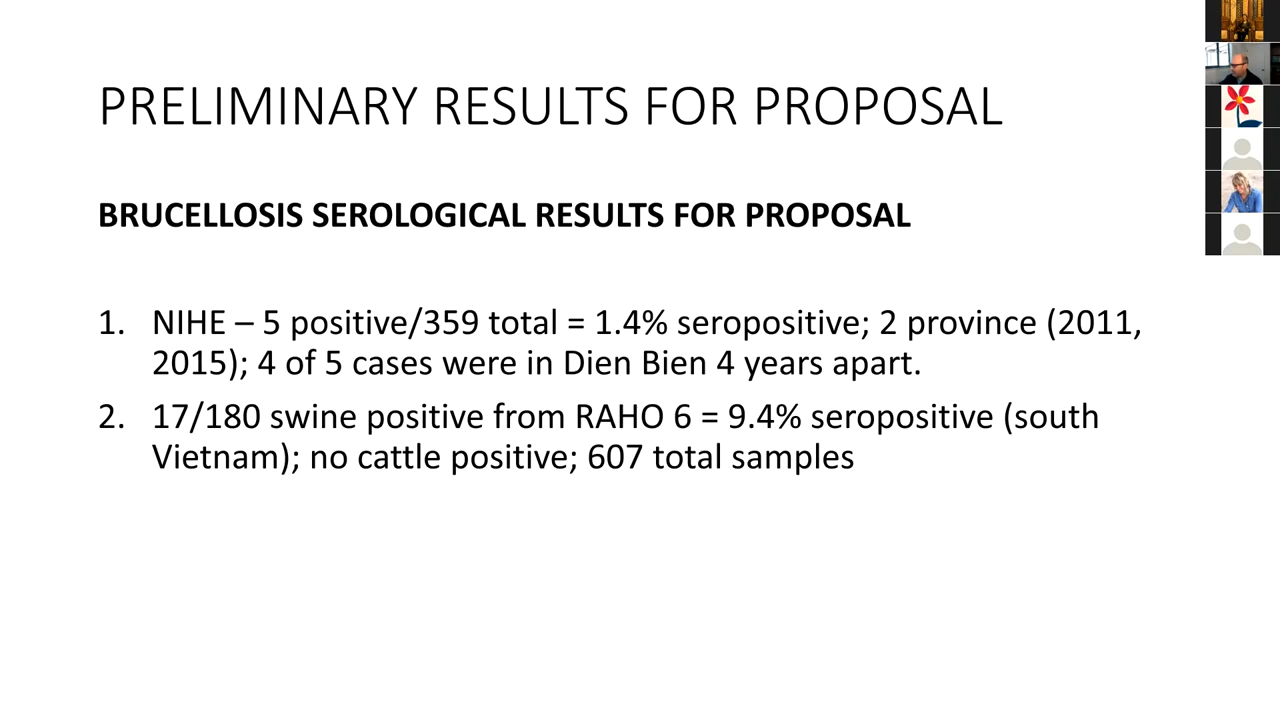 PRELIMINARY RESULTS FOR PROPOSAL
BRUCELLOSIS SEROLOGICAL RESULTS FOR PROPOSAL
1. NIHE – 5 positive/359 total = 1.4% seropositive; 2 province (2011,
2015); 4 of 5 cases were in Dien Bien 4 years apart.
2. 17/180 swine positive from RAHO 6 = 9.4% seropositive (south
Vietnam); no cattle positive; 607 total samples